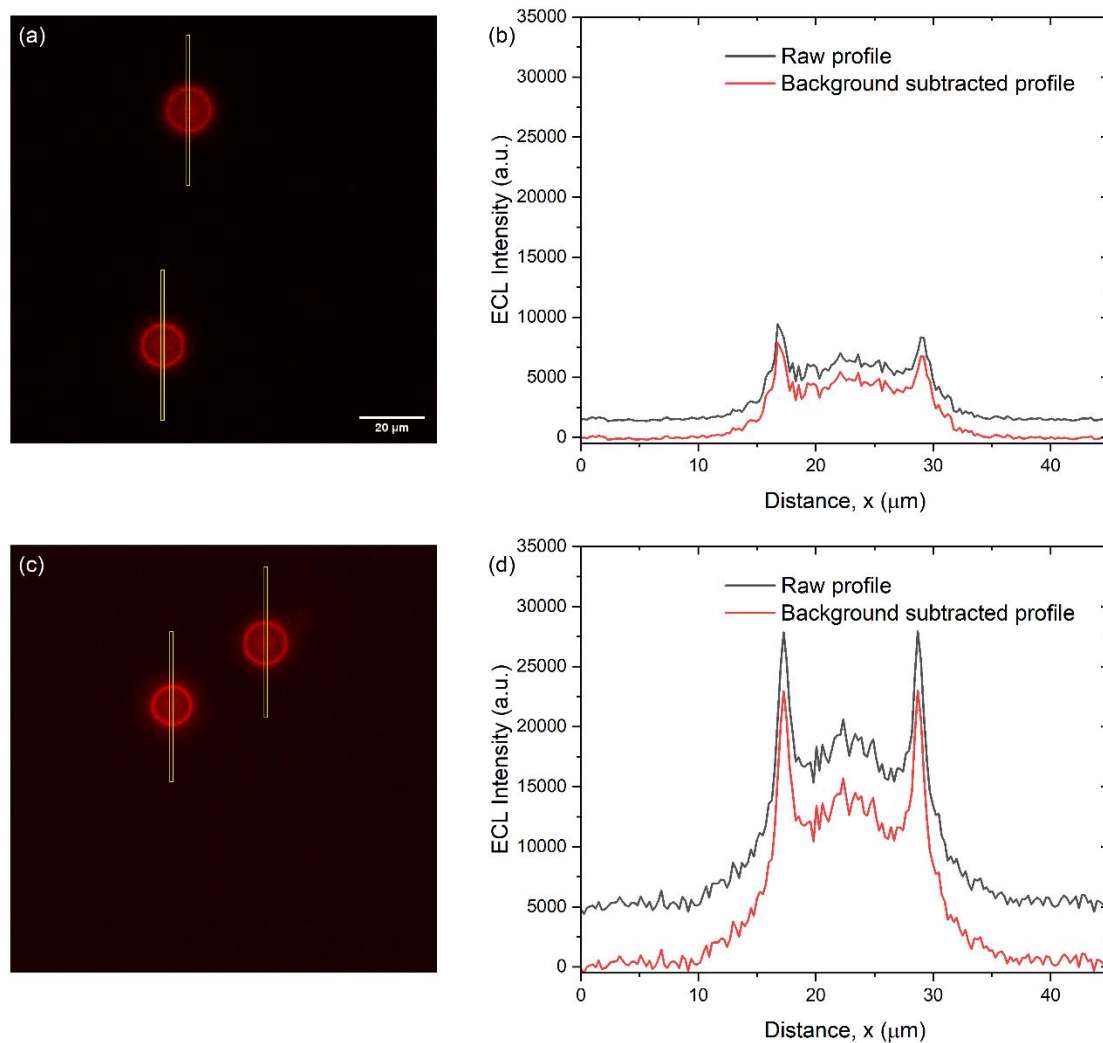 (a)
20 µm
(b)
35000
30000
25000
20000
15000
10000
5000
0
ECL Intensity (a.u.)
Raw profile
Background subtracted profile
0 10 20 30 40
Distance, x (µm)
(c)
(d)
35000
30000
25000
20000
15000
10000
5000
0
ECL Intensity (a.u.)
Raw profile
Background subtracted profile
0 10 20 30 40
Distance, x (µm)